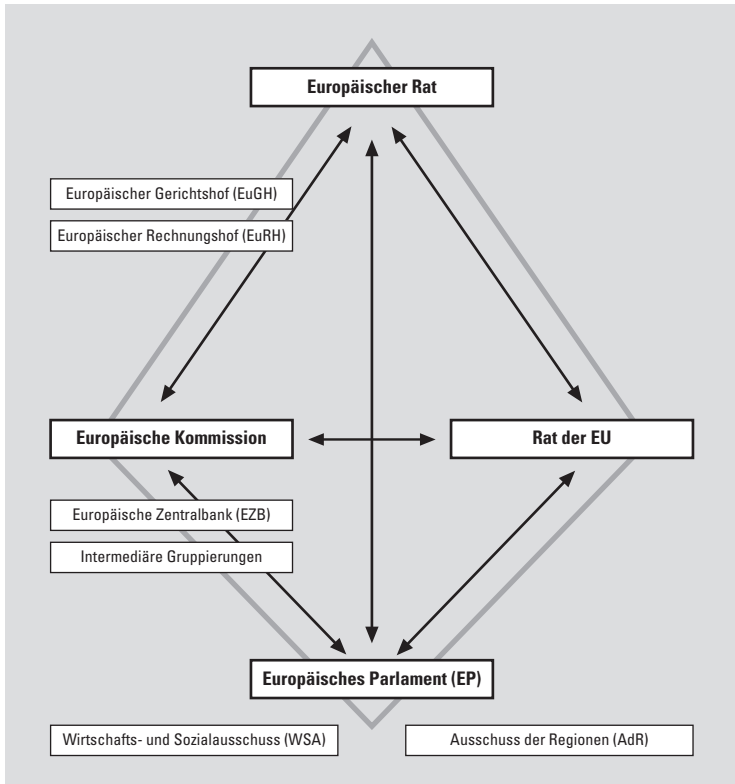 Europäischer Rat
Europäischer Gerichtshof (EuGH)
Europäischer Rechnungshof (EuRH)
Europäische Kommission
Rat der EU
Europäische Zentralbank (EZB)
Intermediäre Gruppierungen
Europäisches Parlament (EP)
Wirtschafts- und Sozialausschuss (WSA)
Ausschuss der Regionen (AdR)